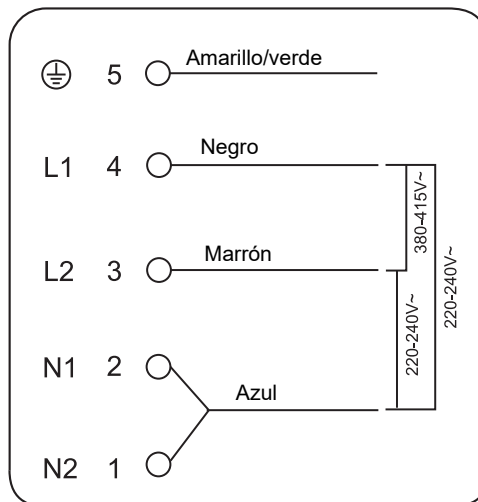 5 Amarillo/verde
L1 4 Negro
L2 3 Marrón
N1 2
Azul
N2 1
380-415V~
220-240V~
220-240V~